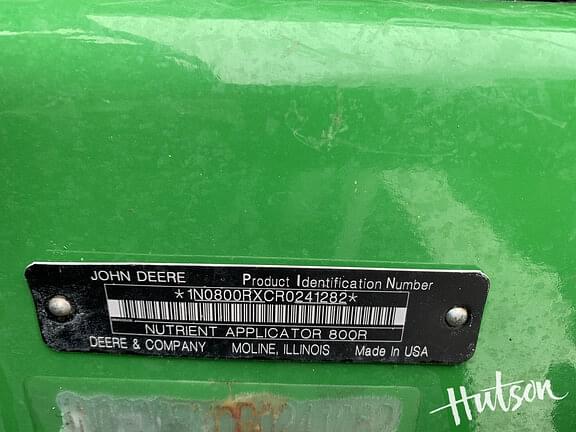 JOHN DEERE Product Identification Number
*1N0800RXCR0241282*
NUTRIENT APPLICATOR 800R
DEERE & COMPANY MOLINE, ILLINOIS Made In USA
Hutson